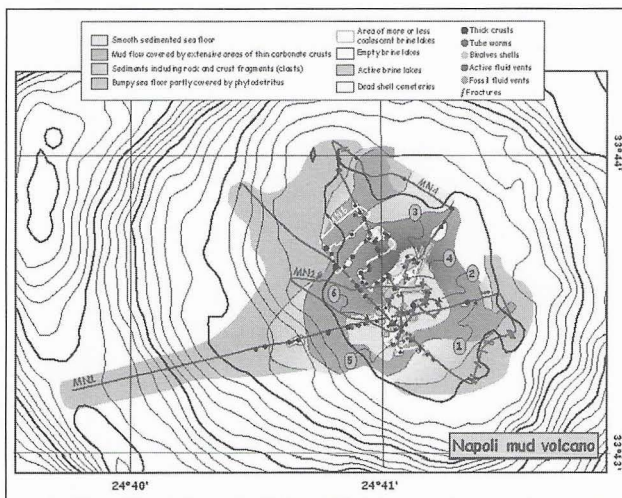 Smooth sedimented sea floor
Mud flow covered by extensive areas of thin carbonate crusts
Sediments including rock and crust fragments (clasts)
Bumpy sea floor partly covered by phytodetritus
Area of more or less
coalescent brine lakes
Empty brine lakes
Active brine lakes
Dead shell cemeteries
Thick crusts
Tube worms
Bivalves shells
Active fluid vents
Fossil fluid vents
Fractures
33°44'
MN4
3
4
MN2
2
6
1
5
MN1
Napoli mud volcano
33°43'
24°40'
24°41'